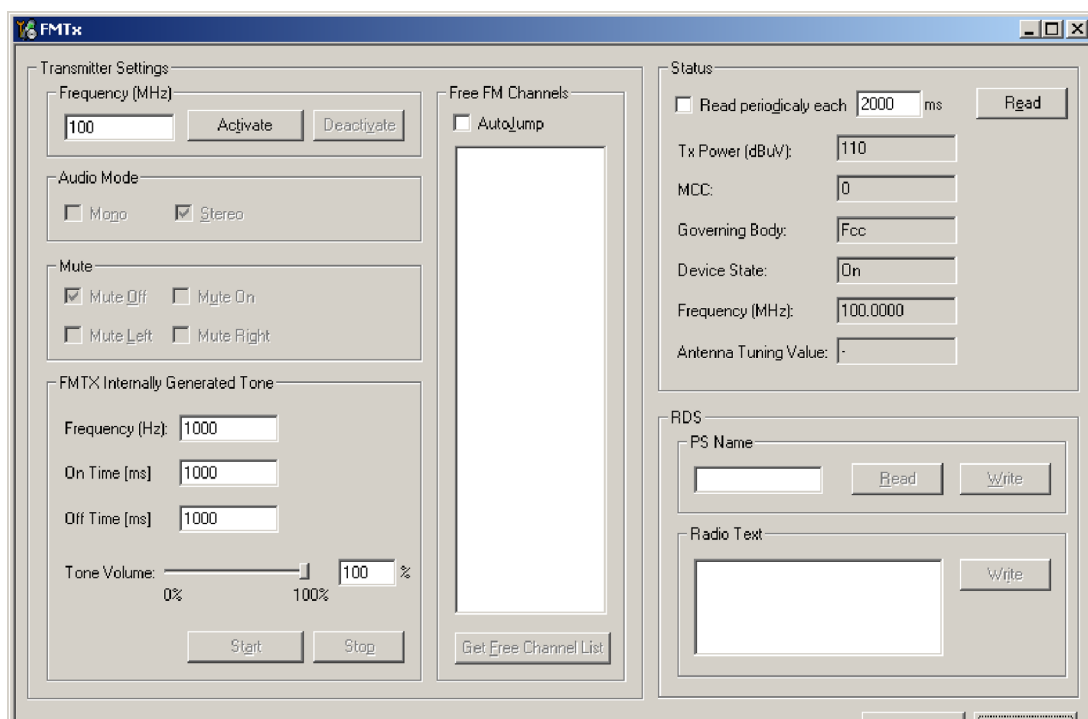 FMTx
Transmitter Settings
Frequency (MHz)
100
Activate
Deactivate
Audio Mode
Mono
Stereo
Mute
Mute Off
Mute On
Mute Left
Mute Right
FMTX Internally Generated Tone
Frequency (Hz): 1000
On Time [ms] 1000
Off Time [ms] 1000
Tone Volume: 100 %
0% 100%
Start
Stop
Free FM Channels
AutoJump
Get Free Channel List
Status
Read periodicaly each 2000 ms
Read
Tx Power (dBuV): 110
MCC: 0
Governing Body: Fcc
Device State: On
Frequency (MHz): 100.0000
Antenna Tuning Value: -
RDS
PS Name
Read
Write
Radio Text
Write